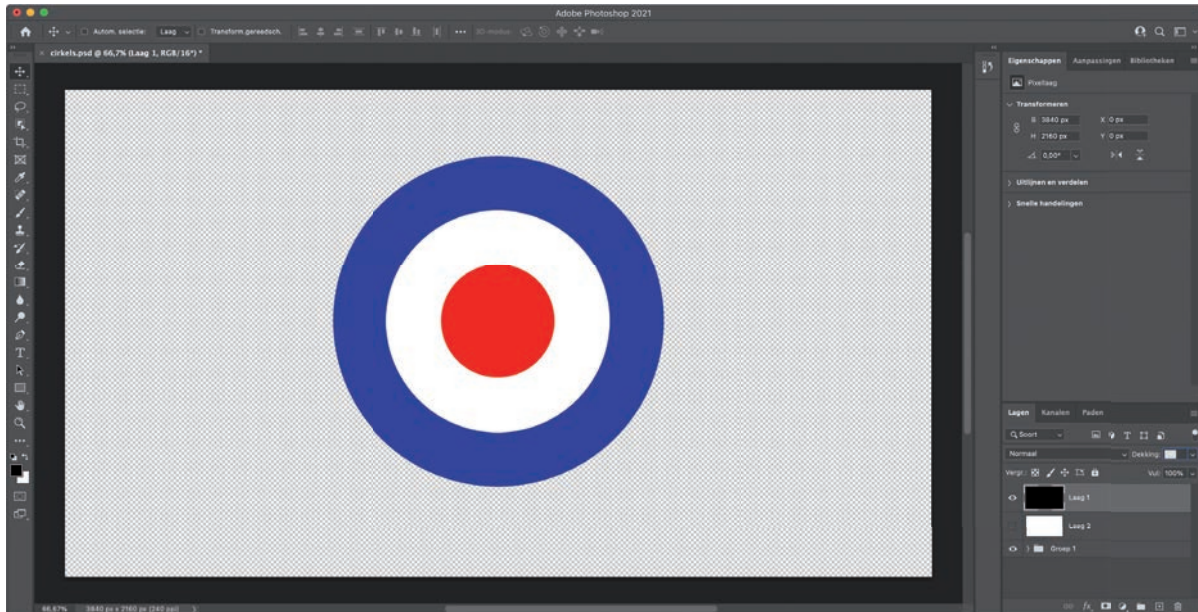 Adobe Photoshop 2021
Autom. selectie: Laag Transform.gereedsch. 3D-modus:
× cirkels.psd @ 66,7% (Laag 1, RGB/16*) *
Eigenschappen Aanpassingen Bibliotheken
Pixellaag
Transformeren
B 3840 px X 0 px
H 2160 px Y 0 px
0,00°
Uitlijnen en verdelen
Snelle handelingen
Lagen Kanalen Paden
Soort
Normaal Dekking:
Vergr.: Vul: 100%
Laag 1
Laag 2
Groep 1
66,67% 3840 px x 2160 px (240 ppi)